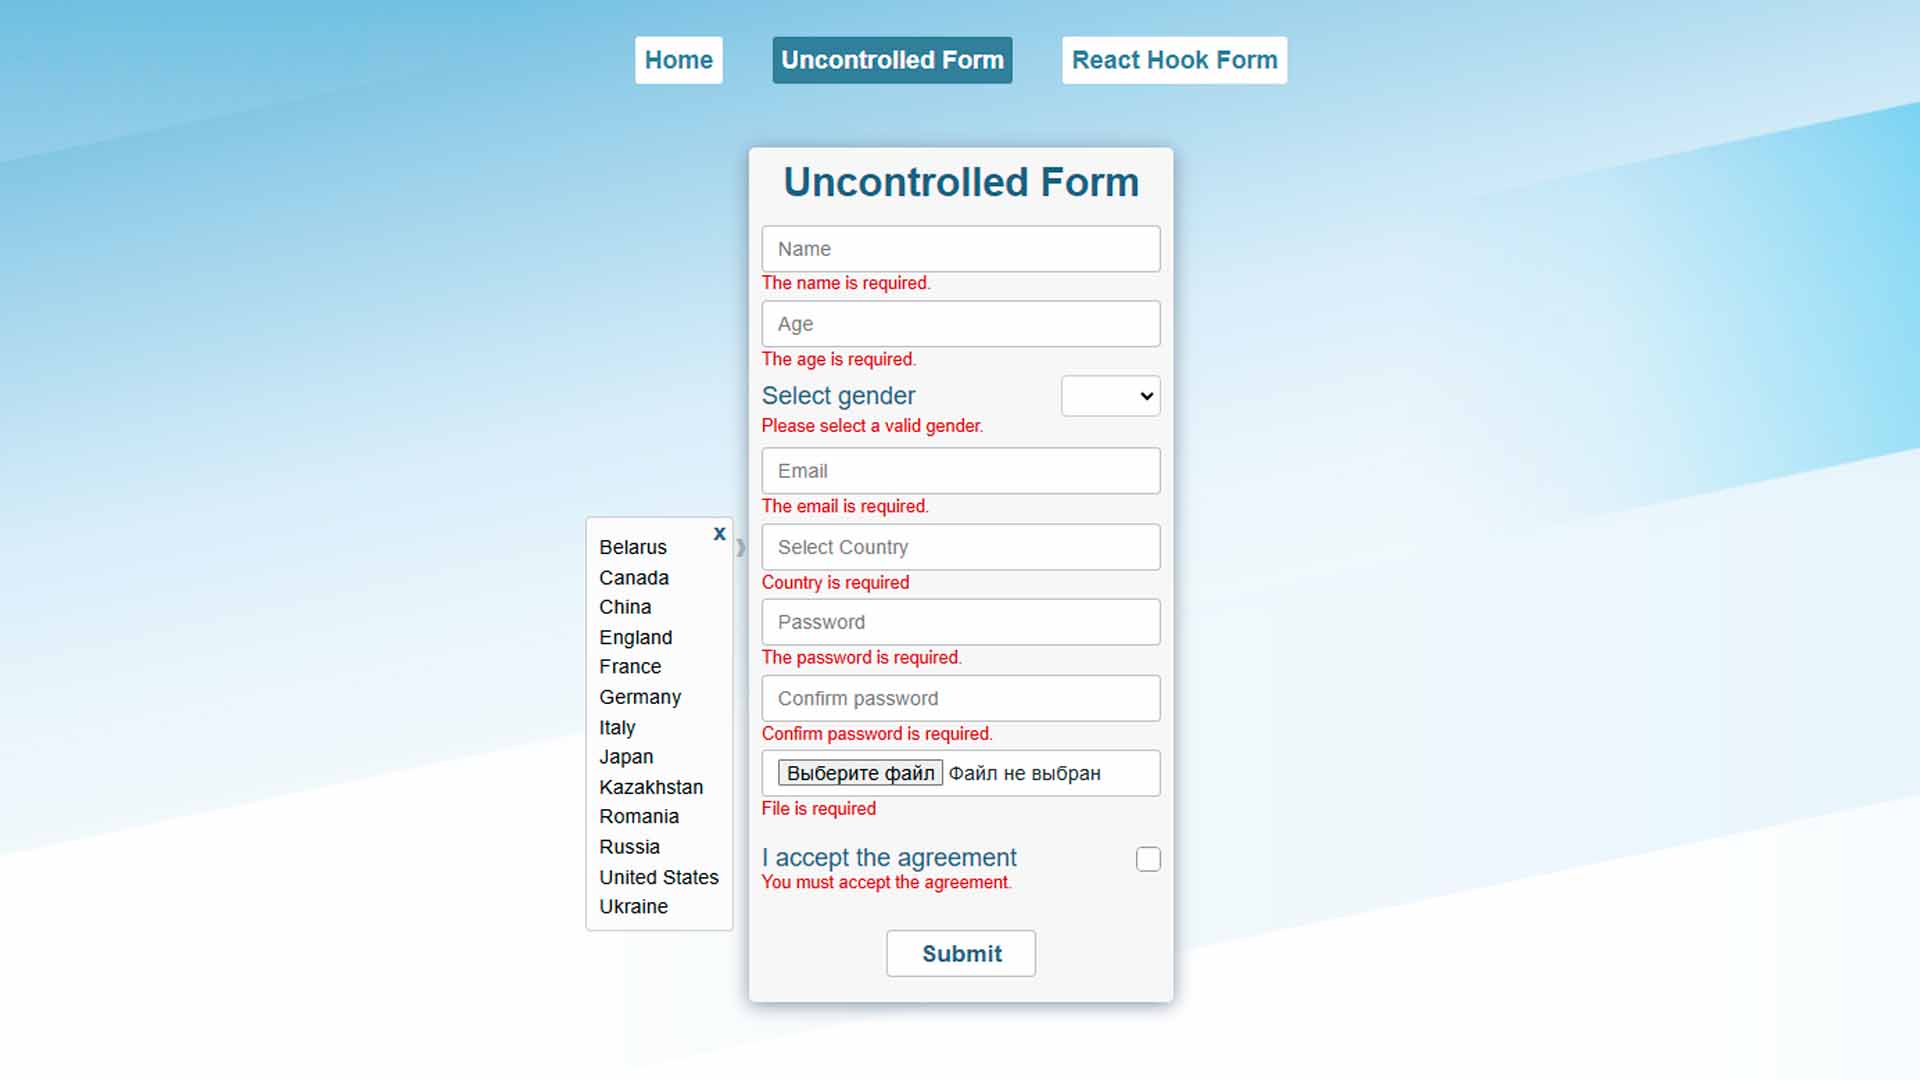 Home
Uncontrolled Form
React Hook Form
Uncontrolled Form
Name
The name is required.
Age
The age is required.
Select gender
Please select a valid gender.
Email
The email is required.
Select Country
Country is required
x
Belarus
Canada
China
England
France
Germany
Italy
Japan
Kazakhstan
Romania
Russia
United States
Ukraine
Password
The password is required.
Confirm password
Confirm password is required.
Выберите файл Файл не выбран
File is required
I accept the agreement
You must accept the agreement.
Submit